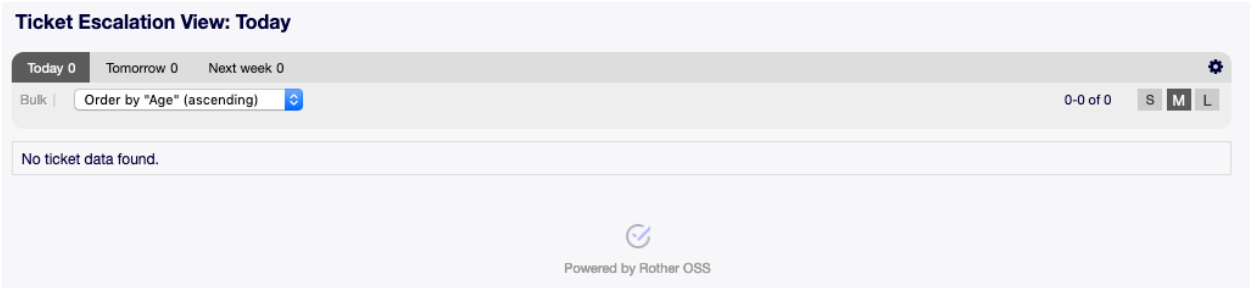 Ticket Escalation View: Today
Today 0 Tomorrow 0 Next week 0
Bulk | Order by "Age" (ascending) 0-0 of 0 S M L
No ticket data found.
Powered by Rother OSS